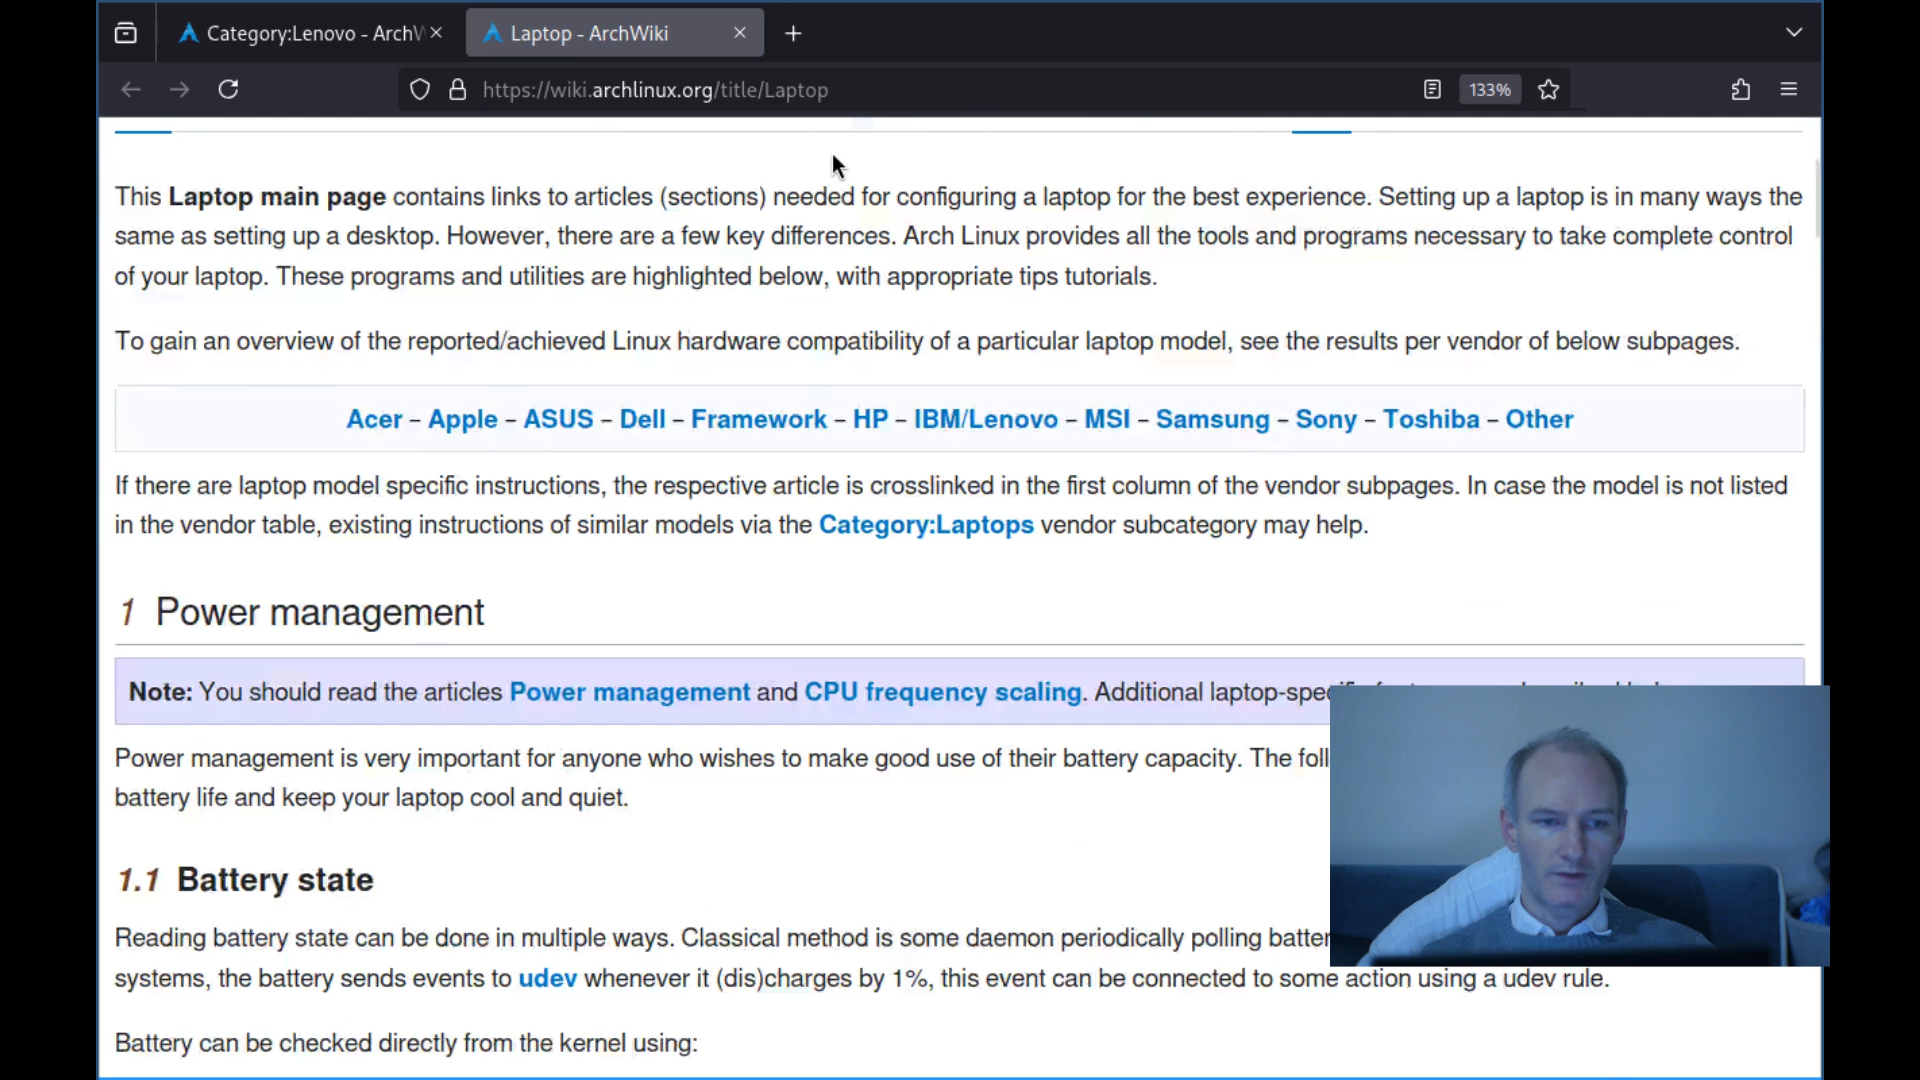 Category:Lenovo - ArchW
Laptop - ArchWiki
https://wiki.archlinux.org/title/Laptop
133%
This Laptop main page contains links to articles (sections) needed for configuring a laptop for the best experience. Setting up a laptop is in many ways the
same as setting up a desktop. However, there are a few key differences. Arch Linux provides all the tools and programs necessary to take complete control
of your laptop. These programs and utilities are highlighted below, with appropriate tips tutorials.
To gain an overview of the reported/achieved Linux hardware compatibility of a particular laptop model, see the results per vendor of below subpages.
Acer – Apple – ASUS – Dell – Framework – HP – IBM/Lenovo – MSI – Samsung – Sony – Toshiba – Other
If there are laptop model specific instructions, the respective article is crosslinked in the first column of the vendor subpages. In case the model is not listed
in the vendor table, existing instructions of similar models via the Category:Laptops vendor subcategory may help.
1 Power management
Note: You should read the articles Power management and CPU frequency scaling. Additional
Power management is very important for anyone who wishes to make good use of their battery capacity. The
battery life and keep your laptop cool and quiet.
1.1 Battery state
Reading battery state can be done in multiple ways. Classical method is some daemon periodically polling
systems, the battery sends events to udev whenever it (dis)charges by 1%, this event can be connected to some action using a udev rule.
Battery can be checked directly from the kernel using: